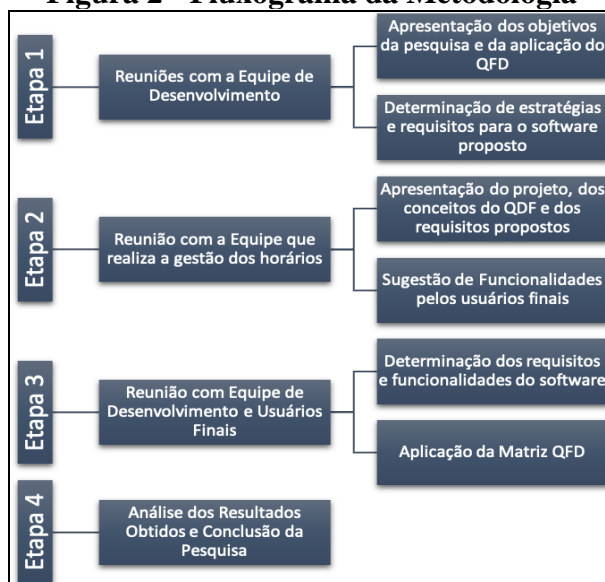 Figura 2 - Fluxograma da Metodologia
Etapa 1
Reuniões com a Equipe de
Desenvolvimento
Apresentação dos objetivos
da pesquisa e da aplicação do
QFD
Determinação de estratégias
e requisitos para o software
proposto
Etapa 2
Reunião com a Equipe que
realiza a gestão dos horários
Apresentação do projeto, dos
conceitos do QDF e dos
requisitos propostos
Sugestão de Funcionalidades
pelos usuários finais
Etapa 3
Reunião com Equipe de
Desenvolvimento e Usuários
Finais
Determinação dos requisitos
e funcionalidades do software
Aplicação da Matriz QFD
Etapa 4
Análise dos Resultados
Obtidos e Conclusão da
Pesquisa